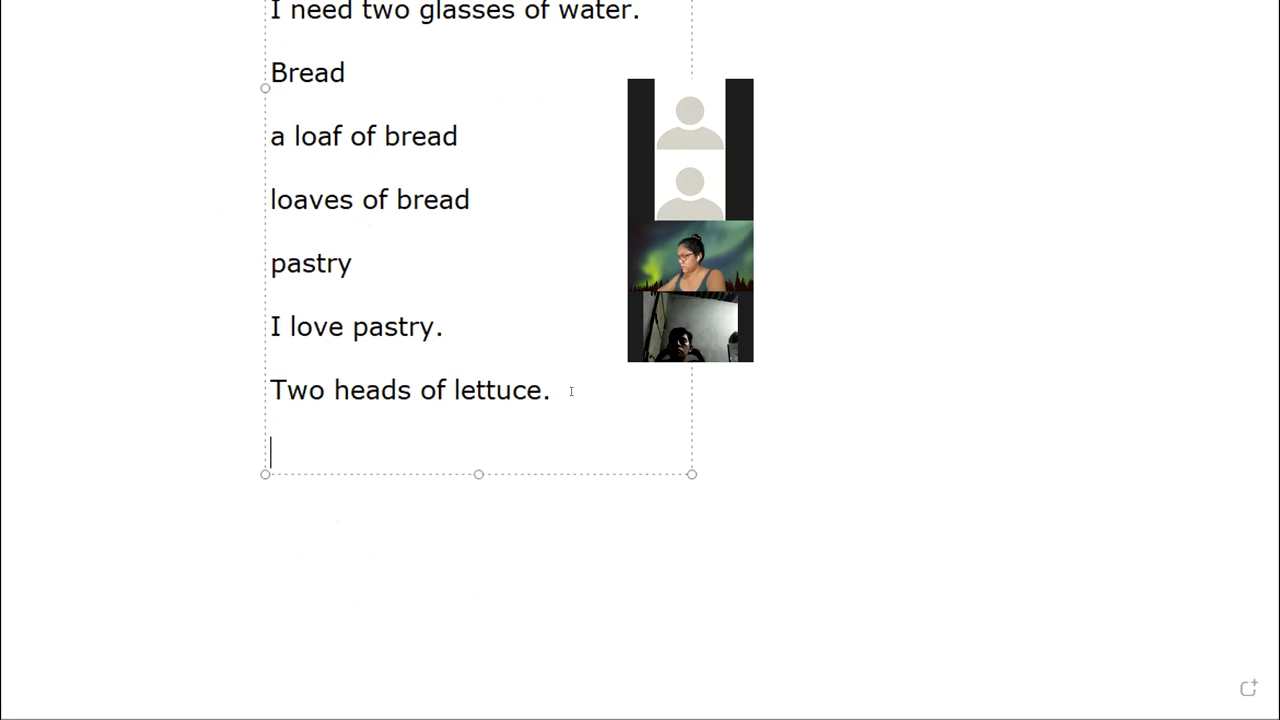 I need two glasses of water.
Bread
a loaf of bread
loaves of bread
pastry
I love pastry.
Two heads of lettuce.